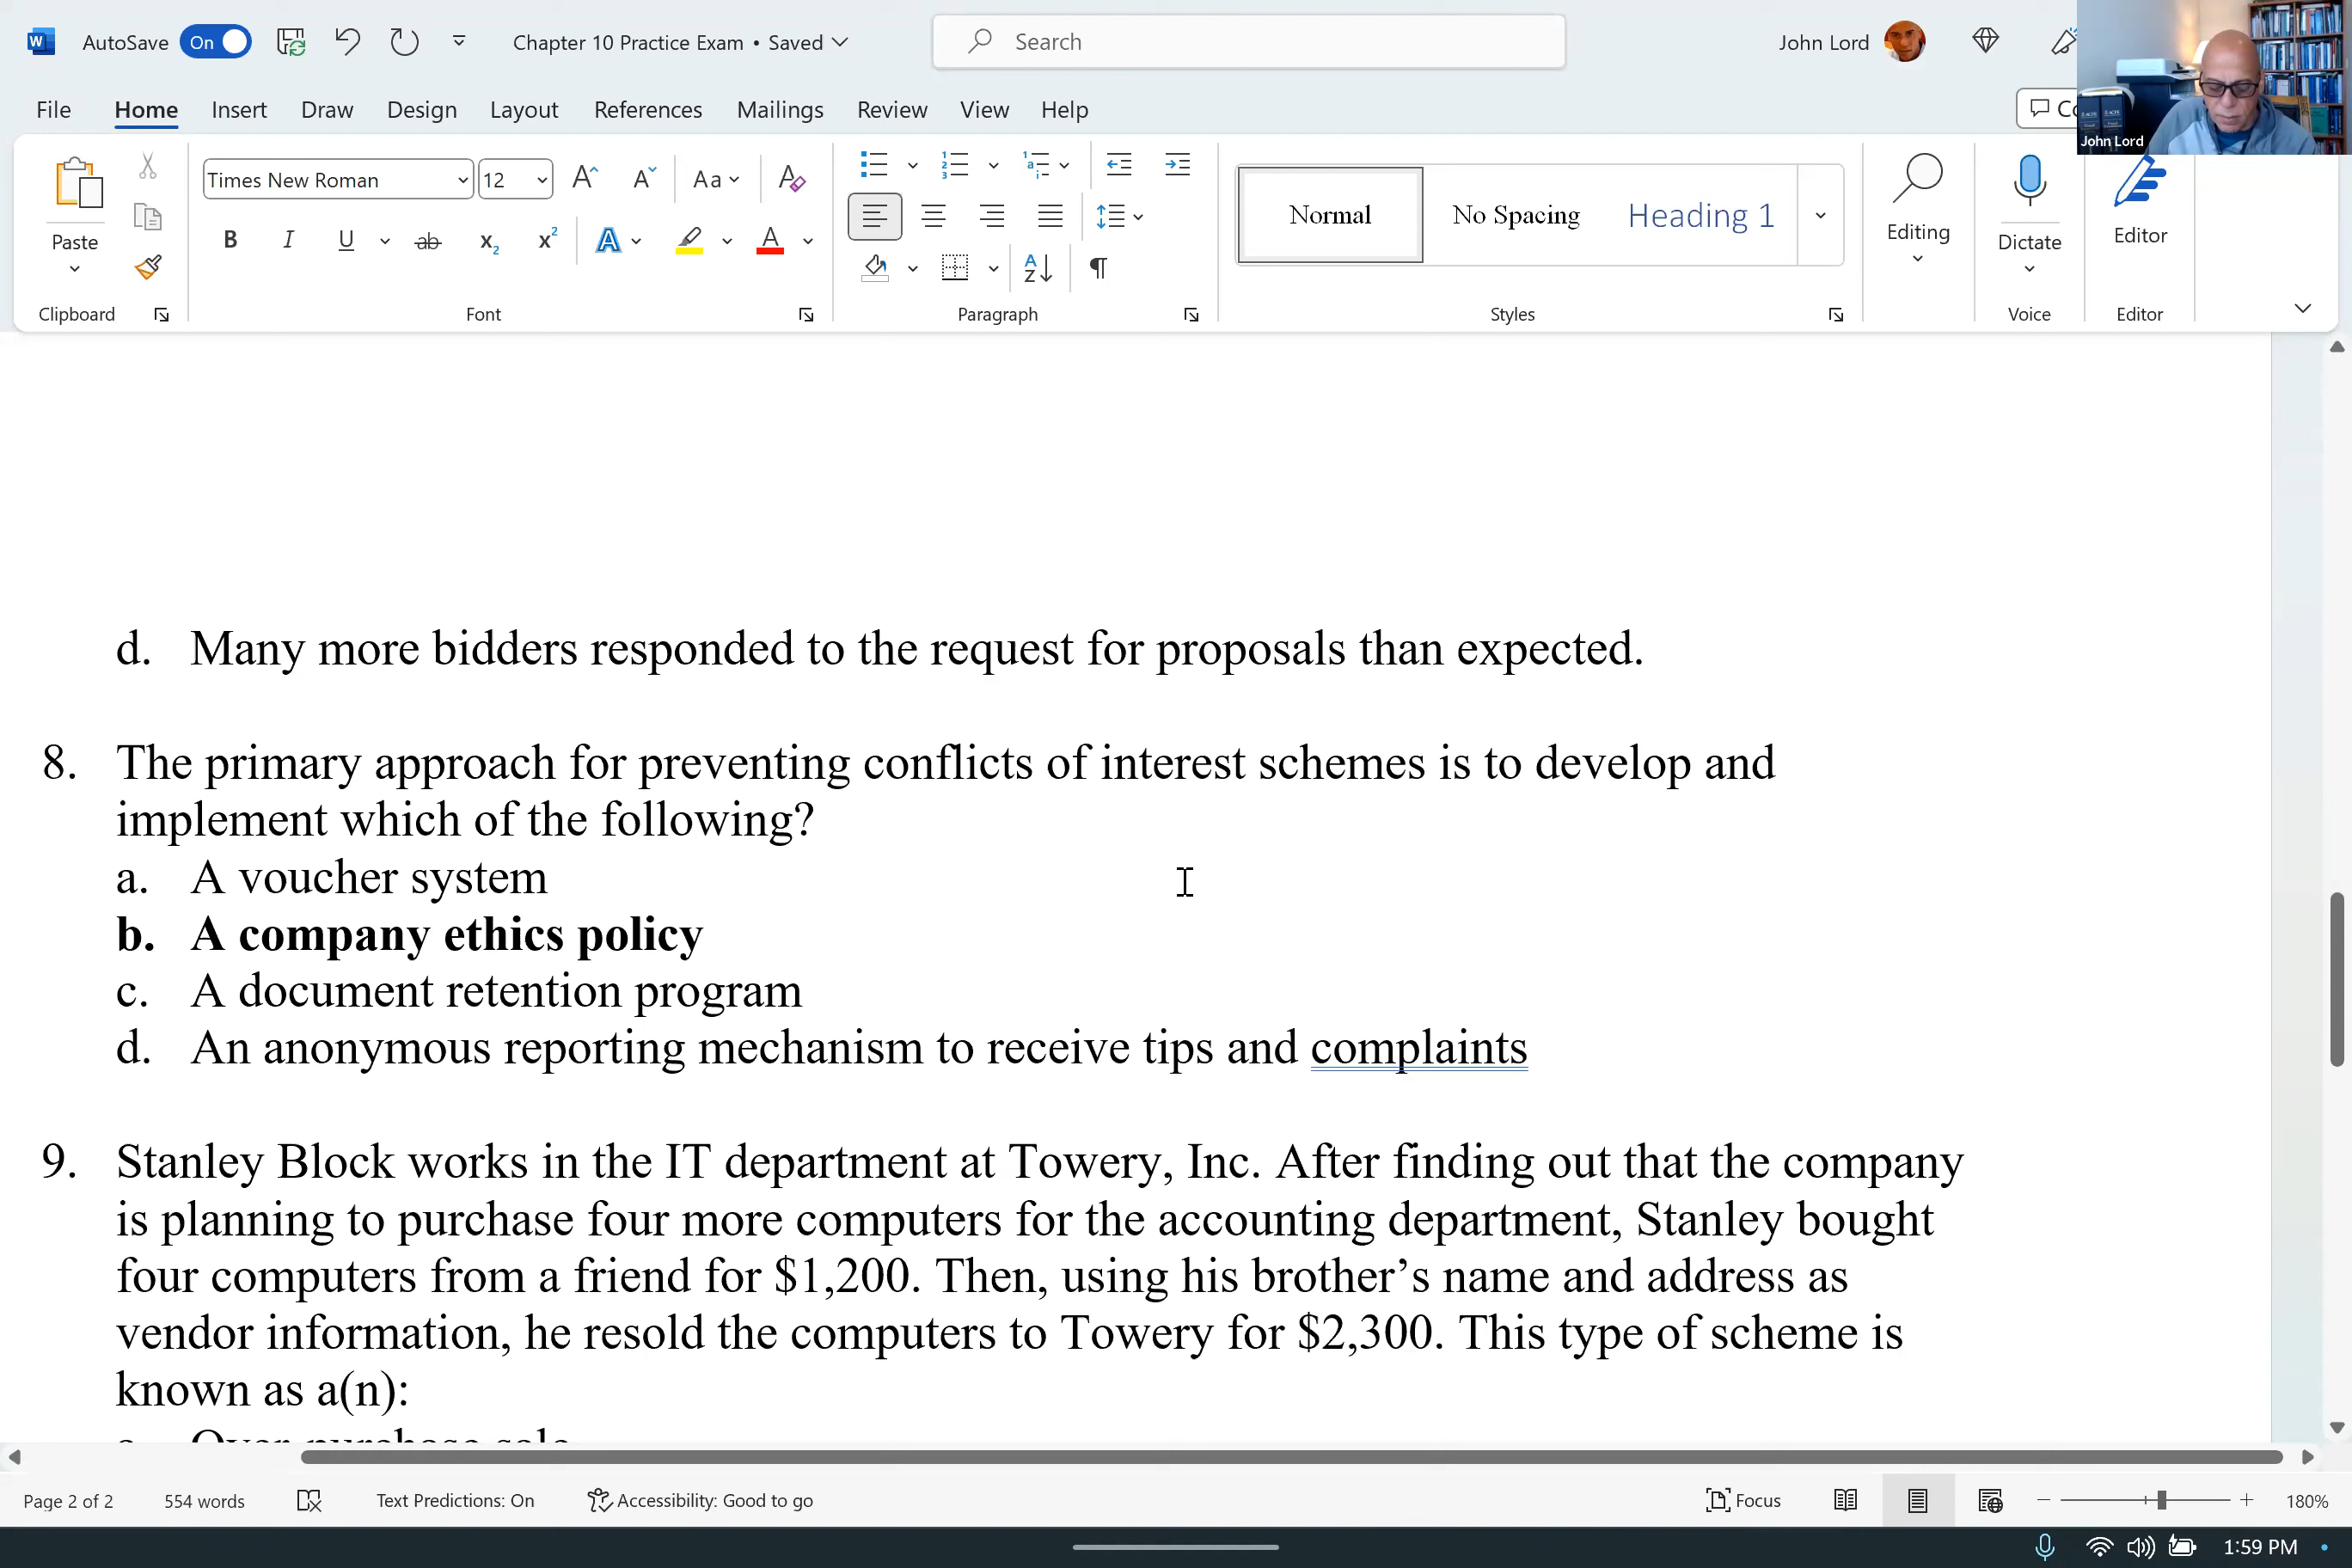 AutoSave On Chapter 10 Practice Exam • Saved Search John Lord
File Home Insert Draw Design Layout References Mailings Review View Help
John Lord
Times New Roman 12
Paste
Normal No Spacing Heading 1
Editing Dictate Editor
Clipboard Font Paragraph Styles Voice Editor
d. Many more bidders responded to the request for proposals than expected.
8. The primary approach for preventing conflicts of interest schemes is to develop and
implement which of the following?
a. A voucher system
b. A company ethics policy
c. A document retention program
d. An anonymous reporting mechanism to receive tips and complaints
9. Stanley Block works in the IT department at Towery, Inc. After finding out that the company
is planning to purchase four more computers for the accounting department, Stanley bought
four computers from a friend for $1,200. Then, using his brother’s name and address as
vendor information, he resold the computers to Towery for $2,300. This type of scheme is
known as a(n):
Page 2 of 2 554 words Text Predictions: On Accessibility: Good to go Focus 180%
1:59 PM